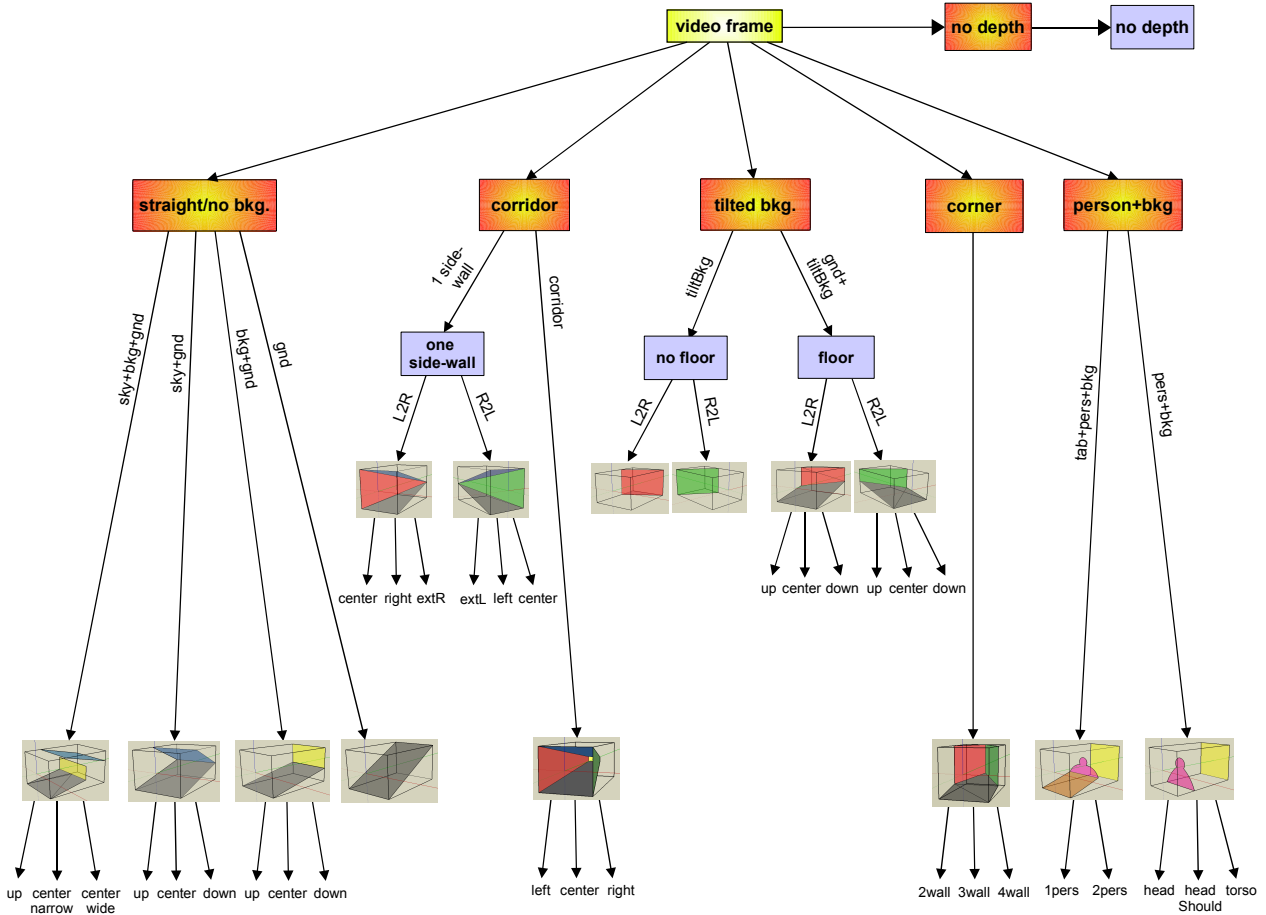 video frame
no depth
no depth
straight/no bkg.
corridor
tilted bkg.
corner
person+bkg
sky+bkg+gnd
sky+gnd
bkg+gnd
gnd
1 side-
wall
corridor
tiltBkg
gnd+
tiltBkg
tab+pers+bkg
pers+bkg
one
side-wall
no floor
floor
L2R
R2L
L2R
R2L
L2R
R2L
center right extR
extL left center
up center down
up center down
up
center
narrow
center
wide
up center down
up center down
left center right
2wall 3wall 4wall
1pers 2pers
head
head
Should
torso